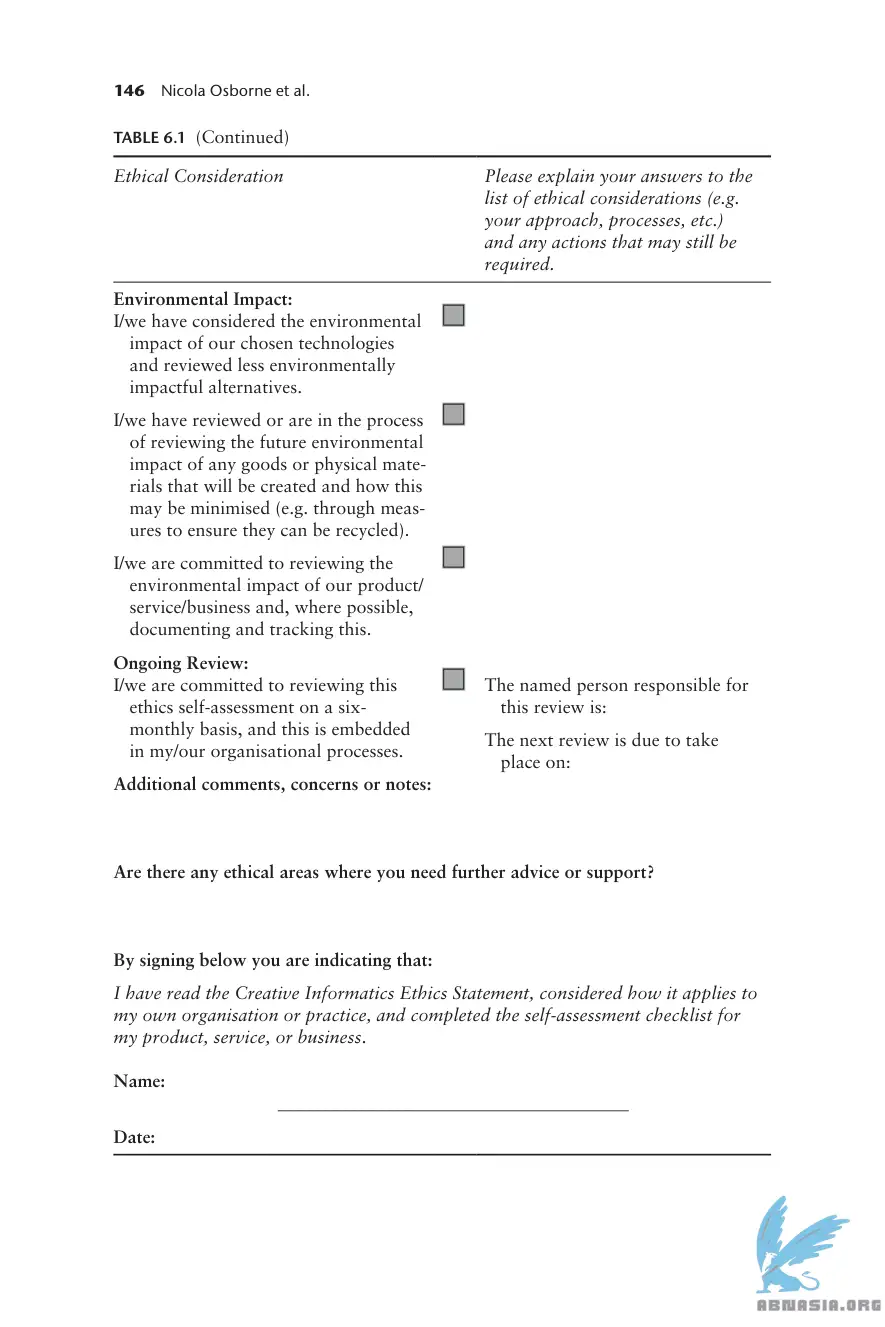 146 Nicola Osborne et al.
TABLE 6.1 (Continued)
Ethical Consideration
Please explain your answers to the
list of ethical considerations (e.g.
your approach, processes, etc.)
and any actions that may still be
required.
Environmental Impact:
I/we have considered the environmental
impact of our chosen technologies
and reviewed less environmentally
impactful alternatives.
I/we have reviewed or are in the process
of reviewing the future environmental
impact of any goods or physical mate-
rials that will be created and how this
may be minimised (e.g. through meas-
ures to ensure they can be recycled).
I/we are committed to reviewing the
environmental impact of our product/
service/business and, where possible,
documenting and tracking this.
Ongoing Review:
I/we are committed to reviewing this
ethics self-assessment on a six-
monthly basis, and this is embedded
in my/our organisational processes.
The named person responsible for
this review is:
The next review is due to take
place on:
Additional comments, concerns or notes:
Are there any ethical areas where you need further advice or support?
By signing below you are indicating that:
I have read the Creative Informatics Ethics Statement, considered how it applies to
my own organisation or practice, and completed the self-assessment checklist for
my product, service, or business.
Name:
Date:
ABNASIA.ORG